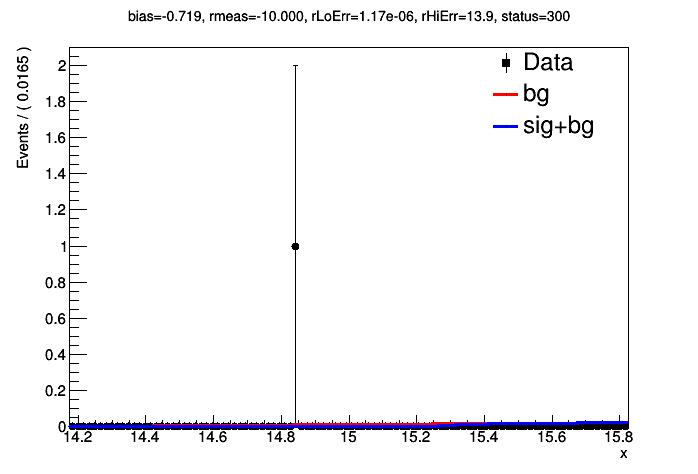 bias=-0.719, rmeas=-10.000, rLoErr=1.17e-06, rHiErr=13.9, status=300
Events / ( 0.0165 )
Data
bg
sig+bg
2
1.8
1.6
1.4
1.2
1
0.8
0.6
0.4
0.2
0
14.2 14.4 14.6 14.8 15 15.2 15.4 15.6 15.8
x